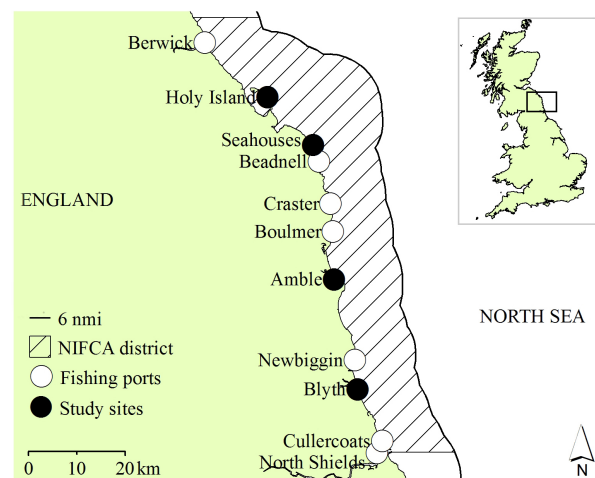 Berwick
Holy Island
Seahouses
Beadnell
ENGLAND
Craster
Boulmer
Amble
NORTH SEA
6 nmi
NIFCA district
Fishing ports
Study sites
Newbiggin
Blyth
Cullercoats
North Shields
0 10 20 km
N